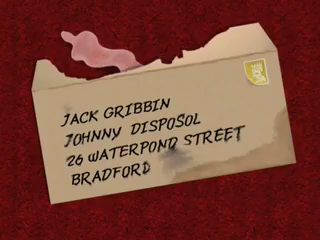 JACK GRIBBIN
JOHNNY DISPOSOL
26 WATERPOND STREET
BRADFORD